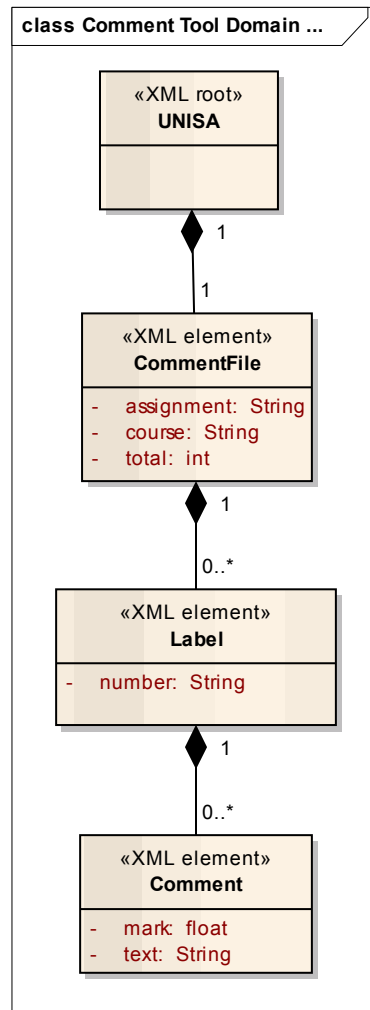 class Comment Tool Domain ...
«XML root»
UNISA
1
1
«XML element»
CommentFile
- assignment: String
- course: String
- total: int
1
0..*
«XML element»
Label
- number: String
1
0..*
«XML element»
Comment
- mark: float
- text: String